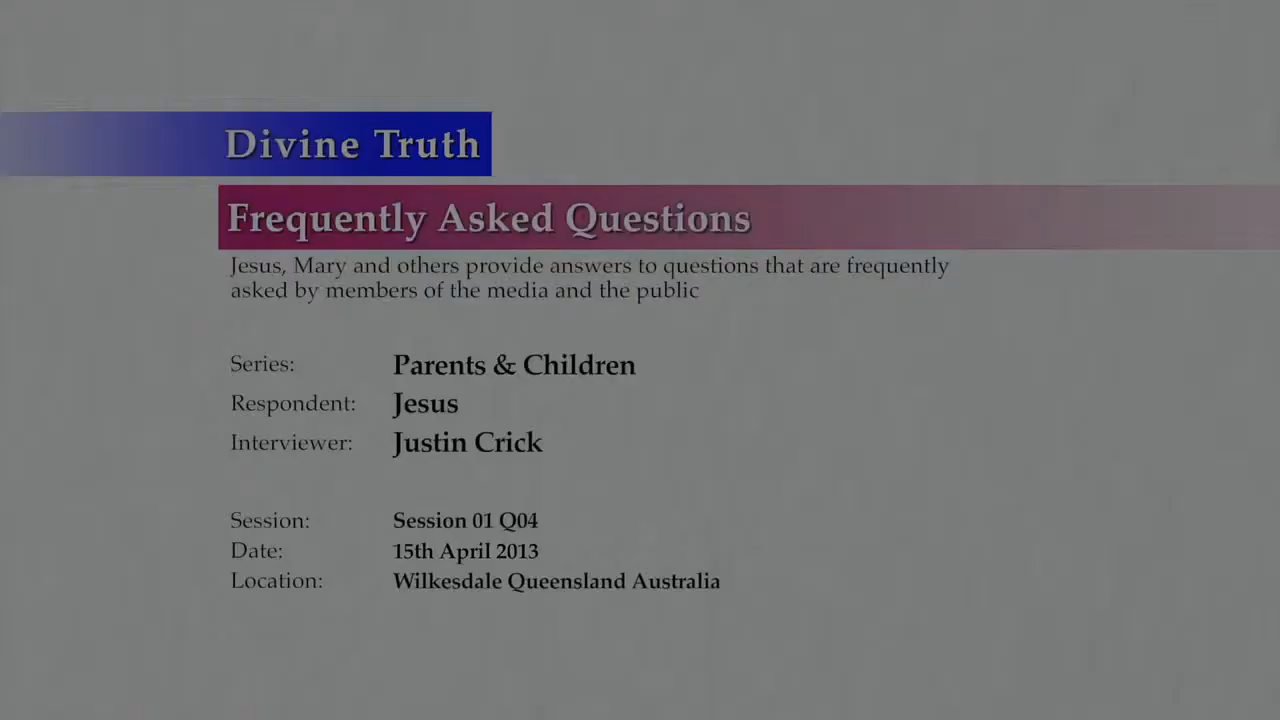 Divine Truth
Frequently Asked Questions
Jesus, Mary and others provide answers to questions that are frequently
asked by members of the media and the public
Series: Parents & Children
Respondent: Jesus
Interviewer: Justin Crick
Session: Session 01 Q04
Date: 15th April 2013
Location: Wilkesdale Queensland Australia